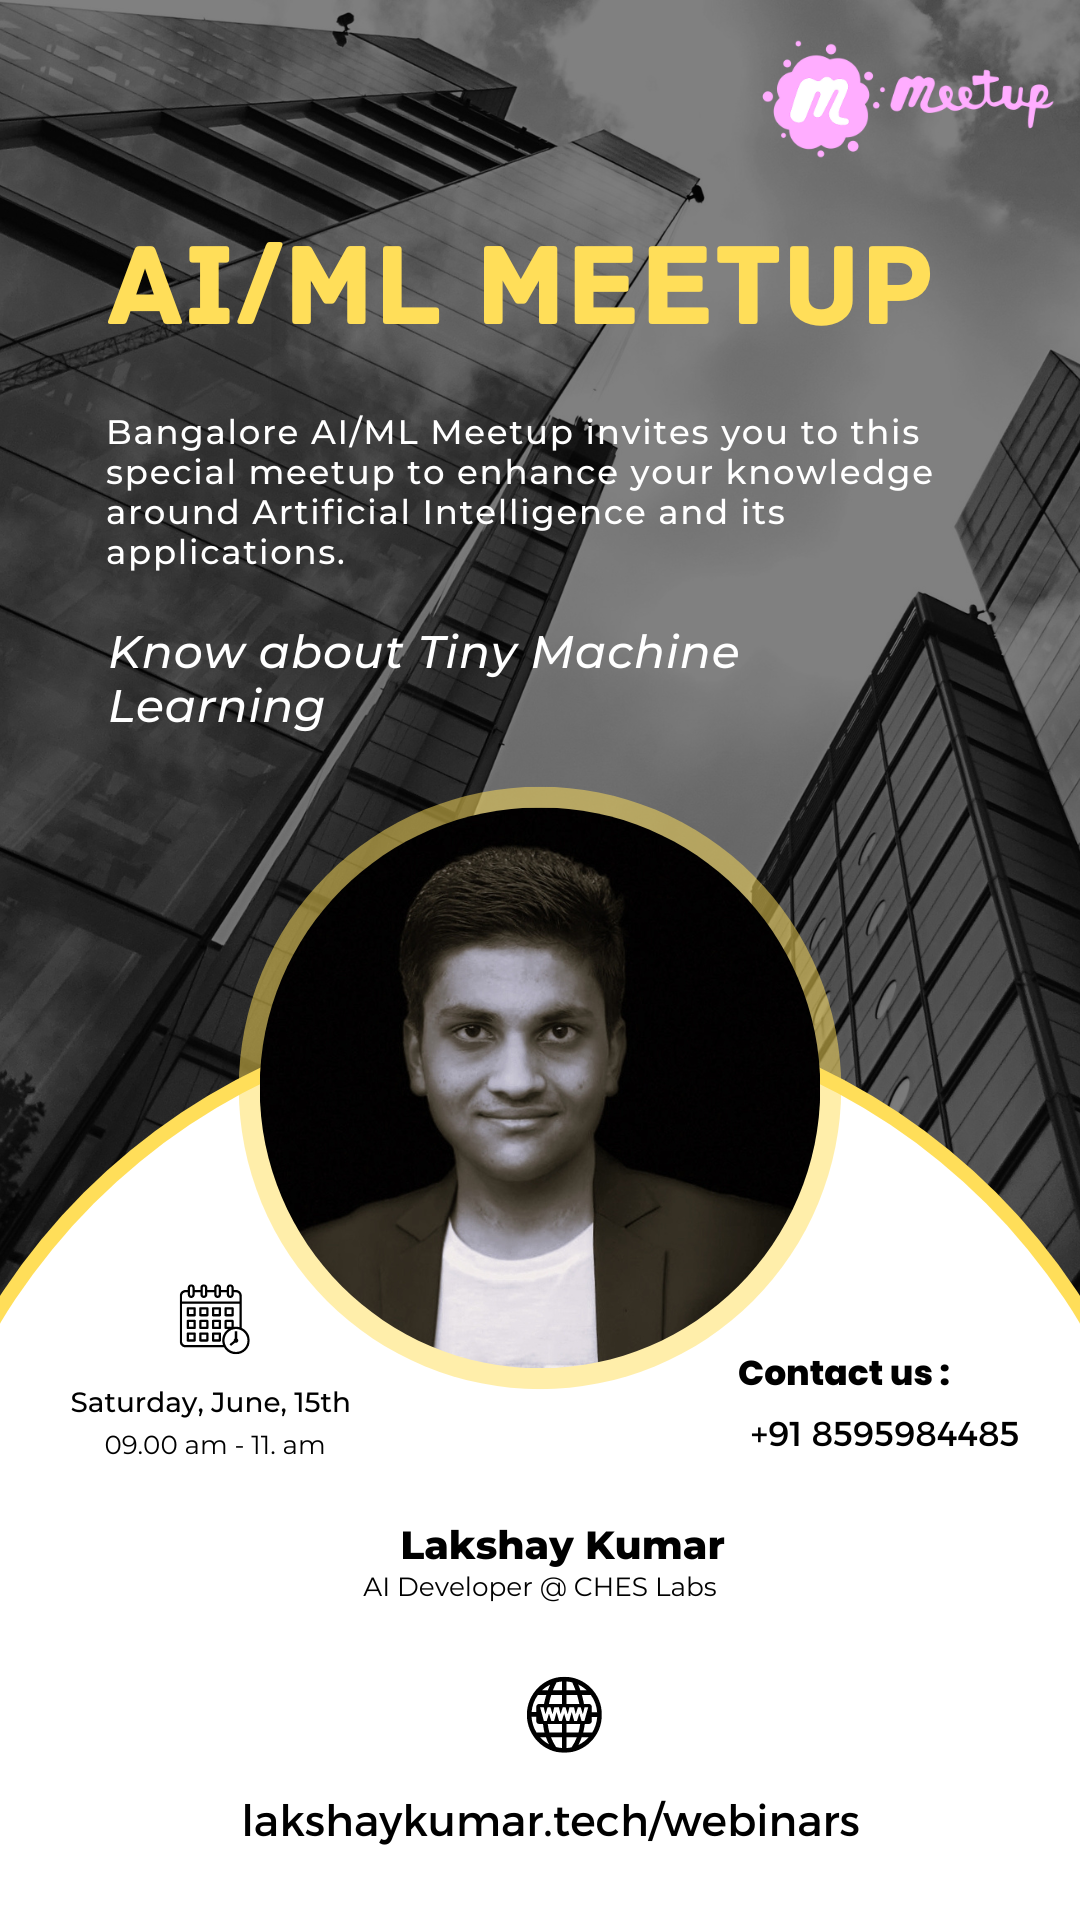 meetup
AI/ML MEETUP
Bangalore AI/ML Meetup invites you to this
special meetup to enhance your knowledge
around Artificial Intelligence and its
applications.
Know about Tiny Machine
Learning
Saturday, June, 15th
09.00 am - 11. am
Contact us :
+91 8595984485
Lakshay Kumar
AI Developer @ CHES Labs
www
lakshaykumar.tech/webinars